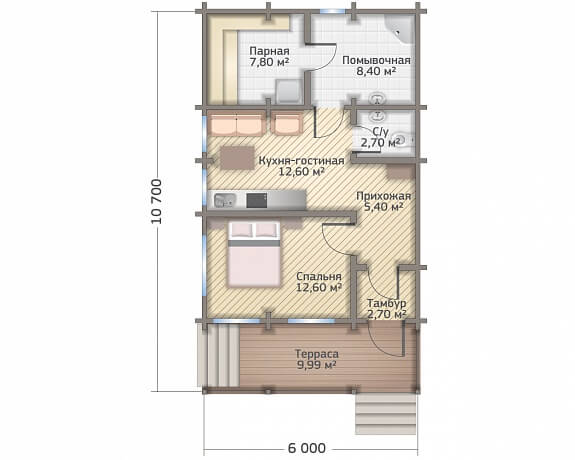 Парная
7,80 м²
Помывочная
8,40 м²
С/у
2,70 м²
Кухня-гостиная
12,60 м²
Прихожая
5,40 м²
10 700
Спальня
12,60 м²
Тамбур
2,70 м²
Терраса
9,99 м²
6 000